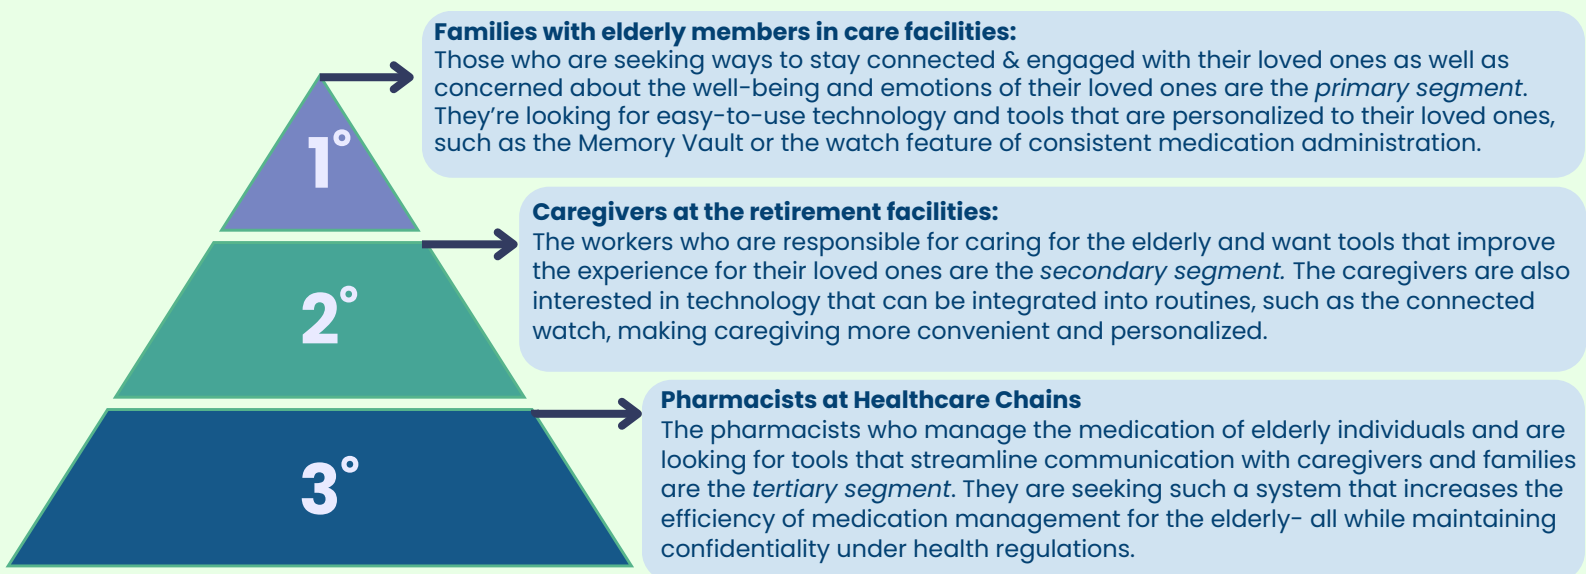 1°
Families with elderly members in care facilities:
Those who are seeking ways to stay connected & engaged with their loved ones as well as
concerned about the well-being and emotions of their loved ones are the primary segment.
They're looking for easy-to-use technology and tools that are personalized to their loved ones,
such as the Memory Vault or the watch feature of consistent medication administration.
2°
Caregivers at the retirement facilities:
The workers who are responsible for caring for the elderly and want tools that improve
the experience for their loved ones are the secondary segment. The caregivers are also
interested in technology that can be integrated into routines, such as the connected
watch, making caregiving more convenient and personalized.
3°
Pharmacists at Healthcare Chains
The pharmacists who manage the medication of elderly individuals and are
looking for tools that streamline communication with caregivers and families
are the tertiary segment. They are seeking such a system that increases the
efficiency of medication management for the elderly- all while maintaining
confidentiality under health regulations.